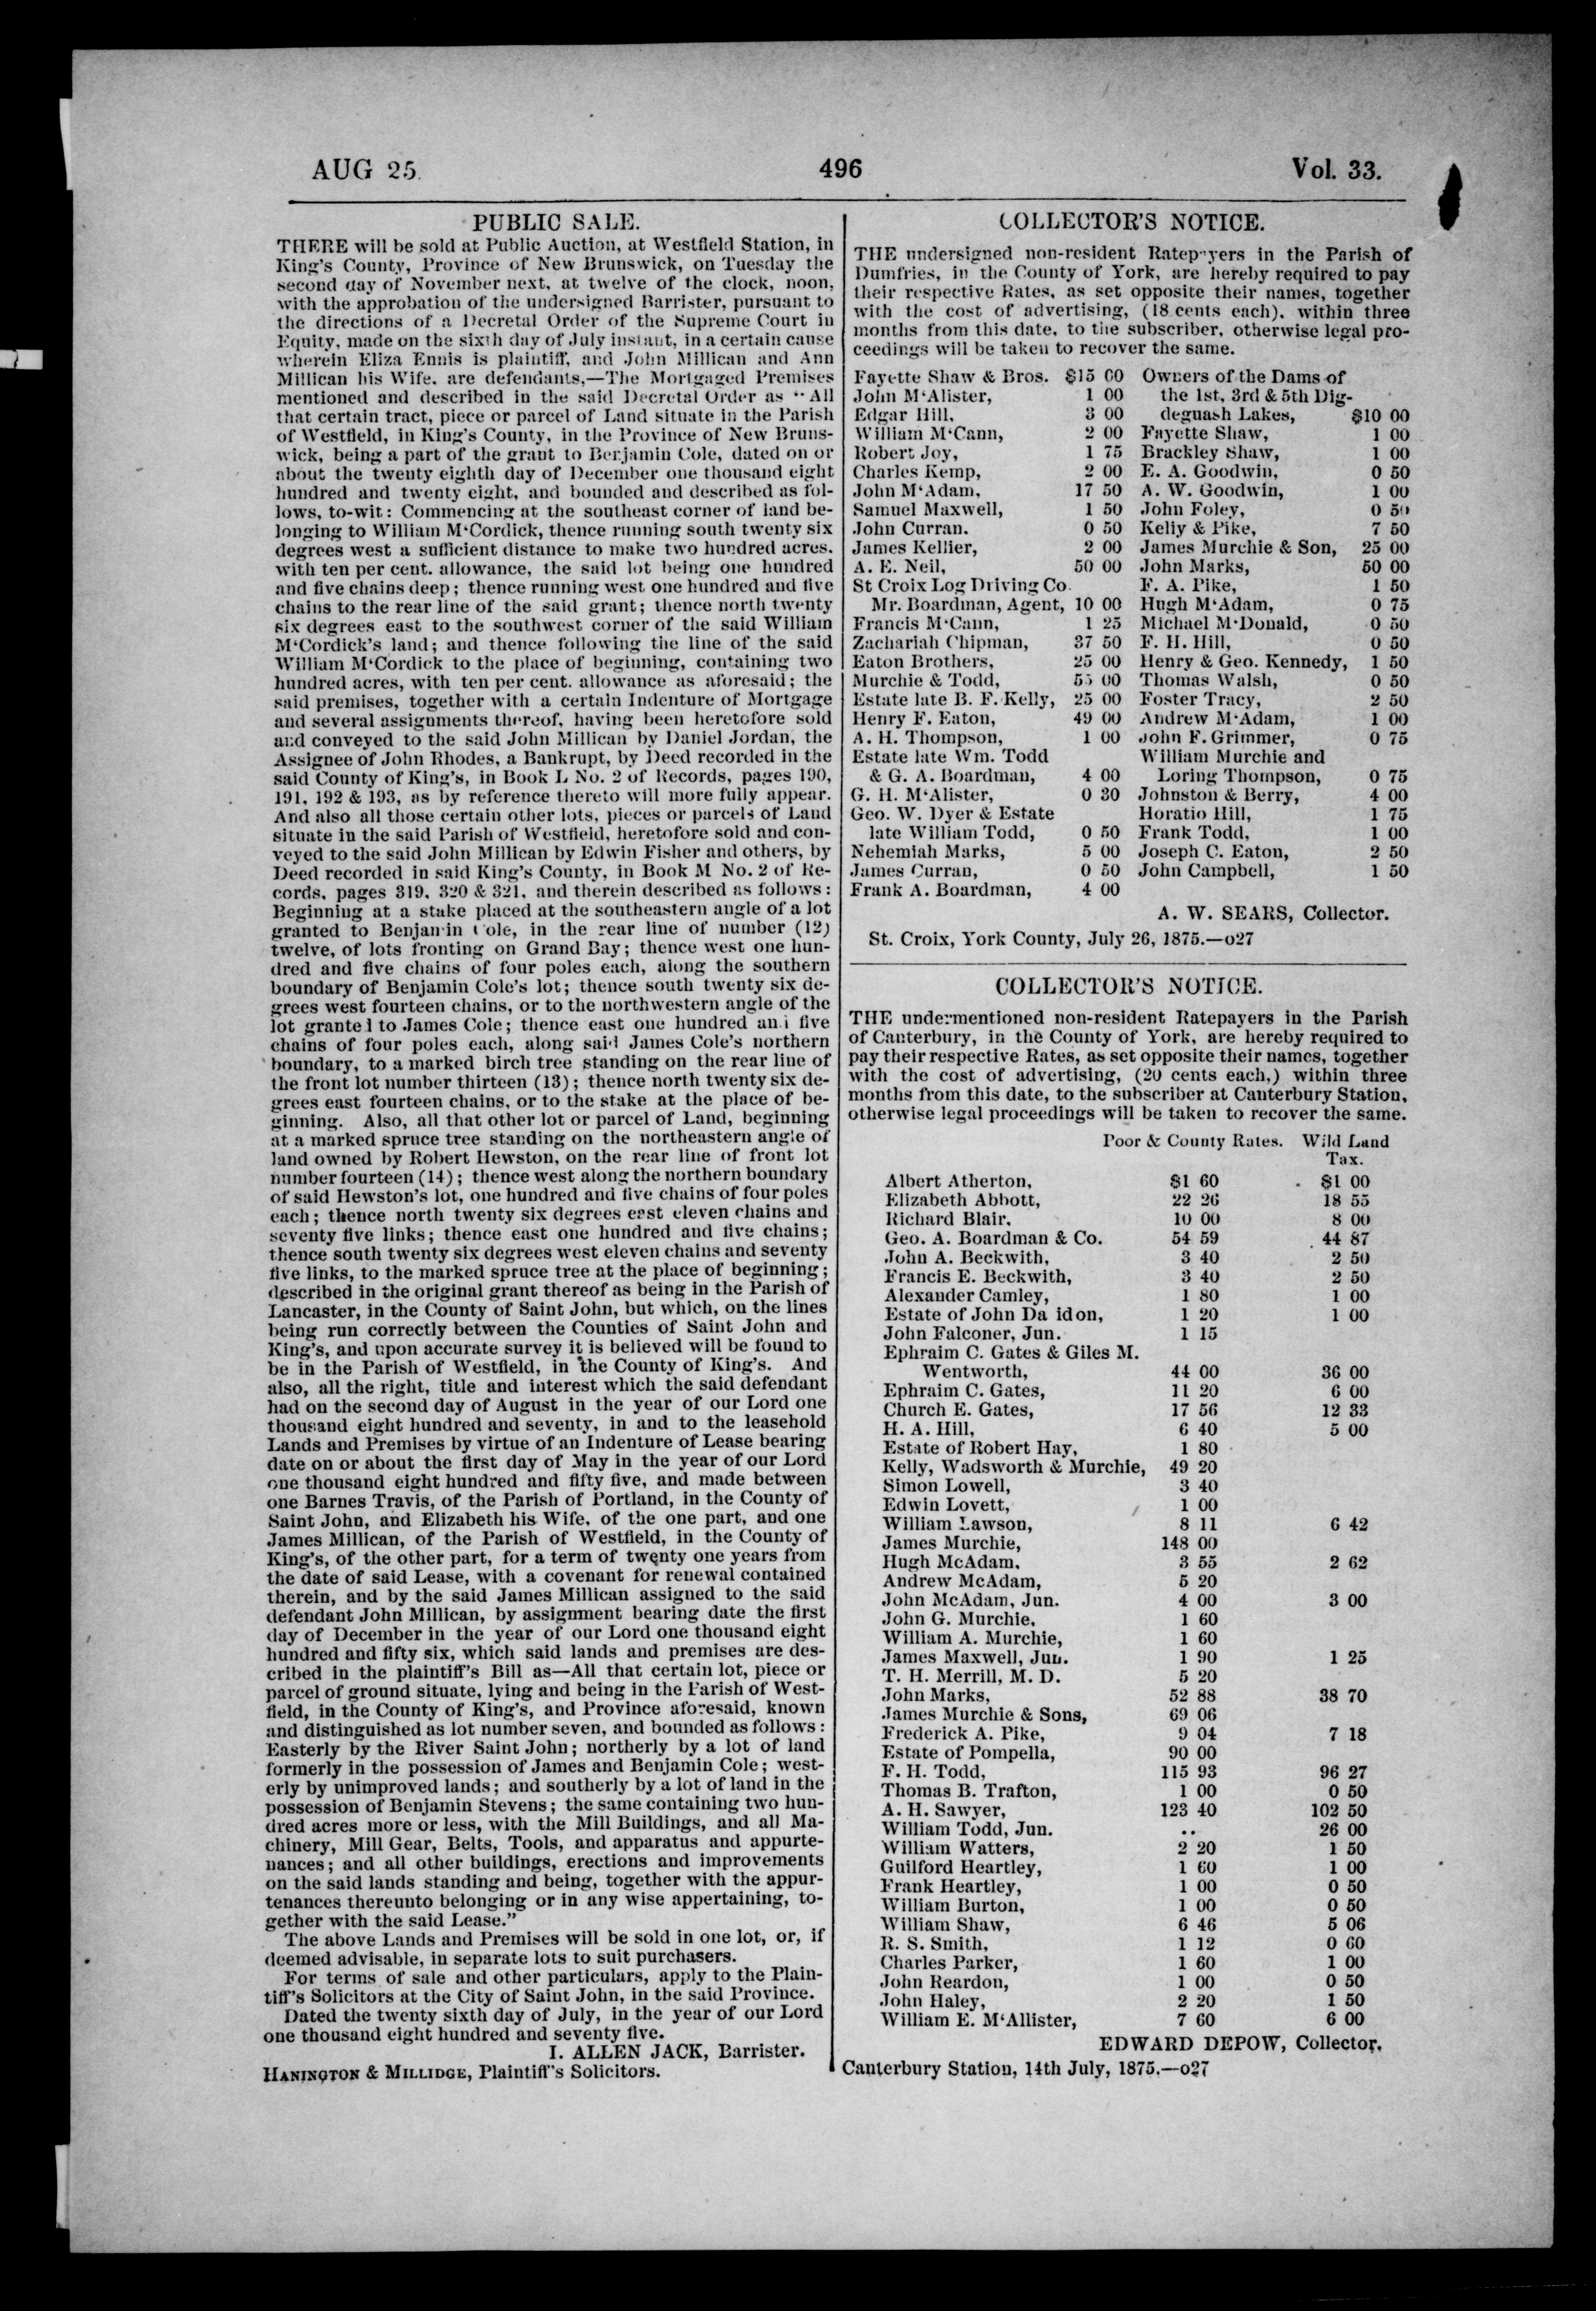 AUG 25.
496
Vol. 33.
PUBLIC SALE.
THERE will be sold at Public Auction, at Westfield Station, in
King's County, Province of New Brunswick, on Tuesday the
second day of November next, at twelve of the clock, noon,
with the approbation of the undersigned Barrister, pursuant to
the directions of a Decretal Order of the Supreme Court in
Equity, made on the sixth day of July instant, in a certain cause
wherein Eliza Ennis is plaintiff, and John Millican and Ann
Millican his Wife, are defendants,—The Mortgaged Premises
mentioned and described in the said Decretal Order as "All
that certain tract, piece or parcel of Land situate in the Parish
of Westfield, in King's County, in the Province of New Bruns-
wick, being a part of the grant to Benjamin Cole, dated on or
about the twenty eighth day of December one thousand eight
hundred and twenty eight, and bounded and described as fol-
lows, to-wit: Commencing at the southeast corner of land be-
longing to William M'Cordick, thence running south twenty six
degrees west a sufficient distance to make two hundred acres.
with ten per cent. allowance, the said lot being one hundred
and five chains deep; thence running west one hundred and five
chains to the rear line of the said grant; thence north twenty
six degrees east to the southwest corner of the said William
M'Cordick's land; and thence following the line of the said
William M'Cordick to the place of beginning, containing two
hundred acres, with ten per cent. allowance as aforesaid; the
said premises, together with a certain Indenture of Mortgage
and several assignments thereof, having been heretofore sold
and conveyed to the said John Millican by Daniel Jordan, the
Assignee of John Rhodes, a Bankrupt, by Deed recorded in the
said County of King's, in Book L No. 2 of Records, pages 190,
191, 192 & 193, as by reference thereto will more fully appear.
And also all those certain other lots, pieces or parcels of Land
situate in the said Parish of Westfield, heretofore sold and con-
veyed to the said John Millican by Edwin Fisher and others, by
Deed recorded in said King's County, in Book M No. 2 of Re-
cords, pages 319, 320 & 321, and therein described as follows:
Beginning at a stake placed at the southeastern angle of a lot
granted to Benjamin Cole, in the rear line of number (12)
twelve, of lots fronting on Grand Bay; thence west one hun-
dred and five chains of four poles each, along the southern
boundary of Benjamin Cole's lot; thence south twenty six de-
grees west fourteen chains, or to the northwestern angle of the
lot granted to James Cole; thence east one hundred and five
chains of four poles each, along said James Cole's northern
boundary, to a marked birch tree standing on the rear line of
the front lot number thirteen (13); thence north twenty six de-
grees east fourteen chains, or to the stake at the place of be-
ginning. Also, all that other lot or parcel of Land, beginning
at a marked spruce tree standing on the northeastern angle of
land owned by Robert Hewston, on the rear line of front lot
number fourteen (14); thence west along the northern boundary
of said Hewston's lot, one hundred and five chains of four poles
each; thence north twenty six degrees east eleven chains and
seventy five links; thence east one hundred and five chains;
thence south twenty six degrees west eleven chains and seventy
five links, to the marked spruce tree at the place of beginning;
described in the original grant thereof as being in the Parish of
Lancaster, in the County of Saint John, but which, on the lines
being run correctly between the Counties of Saint John and
King's, and upon accurate survey it is believed will be found to
be in the Parish of Westfield, in the County of King's. And
also, all the right, title and interest which the said defendant
had on the second day of August in the year of our Lord one
thousand eight hundred and seventy, in and to the leasehold
Lands and Premises by virtue of an Indenture of Lease bearing
date on or about the first day of May in the year of our Lord
one thousand eight hundred and fifty five, and made between
one Barnes Travis, of the Parish of Portland, in the County of
Saint John, and Elizabeth his Wife, of the one part, and one
James Millican, of the Parish of Westfield, in the County of
King's, of the other part, for a term of twenty one years from
the date of said Lease, with a covenant for renewal contained
therein, and by the said James Millican assigned to the said
defendant John Millican, by assignment bearing date the first
day of December in the year of our Lord one thousand eight
hundred and fifty six, which said lands and premises are des-
cribed in the plaintiff's Bill as—All that certain lot, piece or
parcel of ground situate, lying and being in the Parish of West-
field, in the County of King's, and Province aforesaid, known
and distinguished as lot number seven, and bounded as follows:
Easterly by the River Saint John; northerly by a lot of land
formerly in the possession of James and Benjamin Cole; west-
erly by unimproved lands; and southerly by a lot of land in the
possession of Benjamin Stevens; the same containing two hun-
dred acres more or less, with the Mill Buildings, and all Ma-
chinery, Mill Gear, Belts, Tools, and apparatus and appurte-
nances; and all other buildings, erections and improvements
on the said lands standing and being, together with the appur-
tenances thereunto belonging or in any wise appertaining, to-
gether with the said Lease."
The above Lands and Premises will be sold in one lot, or, if
deemed advisable, in separate lots to suit purchasers.
For terms of sale and other particulars, apply to the Plain-
tiff's Solicitors at the City of Saint John, in the said Province.
Dated the twenty sixth day of July, in the year of our Lord
one thousand eight hundred and seventy five.
I. ALLEN JACK, Barrister.
HANINGTON & MILLIDGE, Plaintiff's Solicitors.
COLLECTOR'S NOTICE.
THE undersigned non-resident Ratepayers in the Parish of
Dumfries, in the County of York, are hereby required to pay
their respective Rates, as set opposite their names, together
with the cost of advertising, (18 cents each), within three
months from this date, to the subscriber, otherwise legal pro-
ceedings will be taken to recover the same.
Fayette Shaw & Bros. $15 00
John M'Alister, 1 00
Edgar Hill, 3 00
William M'Cann, 2 00
Robert Joy, 1 75
Charles Kemp, 2 00
John M'Adam, 17 50
Samuel Maxwell, 1 50
John Curran. 0 50
James Kellier, 2 00
A. E. Neil, 50 00
St Croix Log Driving Co.
Mr. Boardman, Agent, 10 00
Francis M'Cann, 1 25
Zachariah Chipman, 37 50
Eaton Brothers, 25 00
Murchie & Todd, 55 00
Estate late B. F. Kelly, 25 00
Henry F. Eaton, 49 00
A. H. Thompson, 1 00
Estate late Wm. Todd
& G. A. Boardman, 4 00
G. H. M'Alister, 0 30
Geo. W. Dyer & Estate
late William Todd, 0 50
Nehemiah Marks, 5 00
James Curran, 0 50
Frank A. Boardman, 4 00
Owners of the Dams of
the 1st, 3rd & 5th Dig-
deguash Lakes, $10 00
Fayette Shaw, 1 00
Brackley Shaw, 1 00
E. A. Goodwin, 0 50
A. W. Goodwin, 1 00
John Foley, 0 50
Kelly & Pike, 7 50
James Murchie & Son, 25 00
John Marks, 50 00
F. A. Pike, 1 50
Hugh M'Adam, 0 75
Michael M'Donald, 0 50
F. H. Hill, 0 50
Henry & Geo. Kennedy, 1 50
Thomas Walsh, 0 50
Foster Tracy, 2 50
Andrew M'Adam, 1 00
John F. Grimmer, 0 75
William Murchie and
Loring Thompson, 0 75
Johnston & Berry, 4 00
Horatio Hill, 1 75
Frank Todd, 1 00
Joseph C. Eaton, 2 50
John Campbell, 1 50
A. W. SEARS, Collector.
St. Croix, York County, July 26, 1875.—o27
COLLECTOR'S NOTICE.
THE undermentioned non-resident Ratepayers in the Parish
of Canterbury, in the County of York, are hereby required to
pay their respective Rates, as set opposite their names, together
with the cost of advertising, (20 cents each,) within three
months from this date, to the subscriber at Canterbury Station,
otherwise legal proceedings will be taken to recover the same.
Poor & County Rates. Wild Land
Tax.
Albert Atherton, $1 60 $1 00
Elizabeth Abbott, 22 26 18 55
Richard Blair, 10 00 8 00
Geo. A. Boardman & Co. 54 59 44 87
John A. Beckwith, 3 40 2 50
Francis E. Beckwith, 3 40 2 50
Alexander Camley, 1 80 1 00
Estate of John Da idon, 1 20 1 00
John Falconer, Jun. 1 15
Ephraim C. Gates & Giles M.
Wentworth, 44 00 36 00
Ephraim C. Gates, 11 20 6 00
Church E. Gates, 17 56 12 33
H. A. Hill, 6 40 5 00
Estate of Robert Hay, 1 80
Kelly, Wadsworth & Murchie, 49 20
Simon Lowell, 3 40
Edwin Lovett, 1 00
William Lawson, 8 11 6 42
James Murchie, 148 00
Hugh McAdam, 3 55 2 62
Andrew McAdam, 5 20
John McAdam, Jun. 4 00 3 00
John G. Murchie, 1 60
William A. Murchie, 1 60
James Maxwell, Jun. 1 90 1 25
T. H. Merrill, M. D. 5 20
John Marks, 52 88 38 70
James Murchie & Sons, 69 06
Frederick A. Pike, 9 04 7 18
Estate of Pompella, 90 00
F. H. Todd, 115 93 96 27
Thomas B. Trafton, 1 00 0 50
A. H. Sawyer, 123 40 102 50
William Todd, Jun. .. 26 00
William Watters, 2 20 1 50
Guilford Heartley, 1 60 1 00
Frank Heartley, 1 00 0 50
William Burton, 1 00 0 50
William Shaw, 6 46 5 06
R. S. Smith, 1 12 0 60
Charles Parker, 1 60 1 00
John Reardon, 1 00 0 50
John Haley, 2 20 1 50
William E. M'Allister, 7 60 6 00
EDWARD DEPOW, Collector.
Canterbury Station, 14th July, 1875.—o27